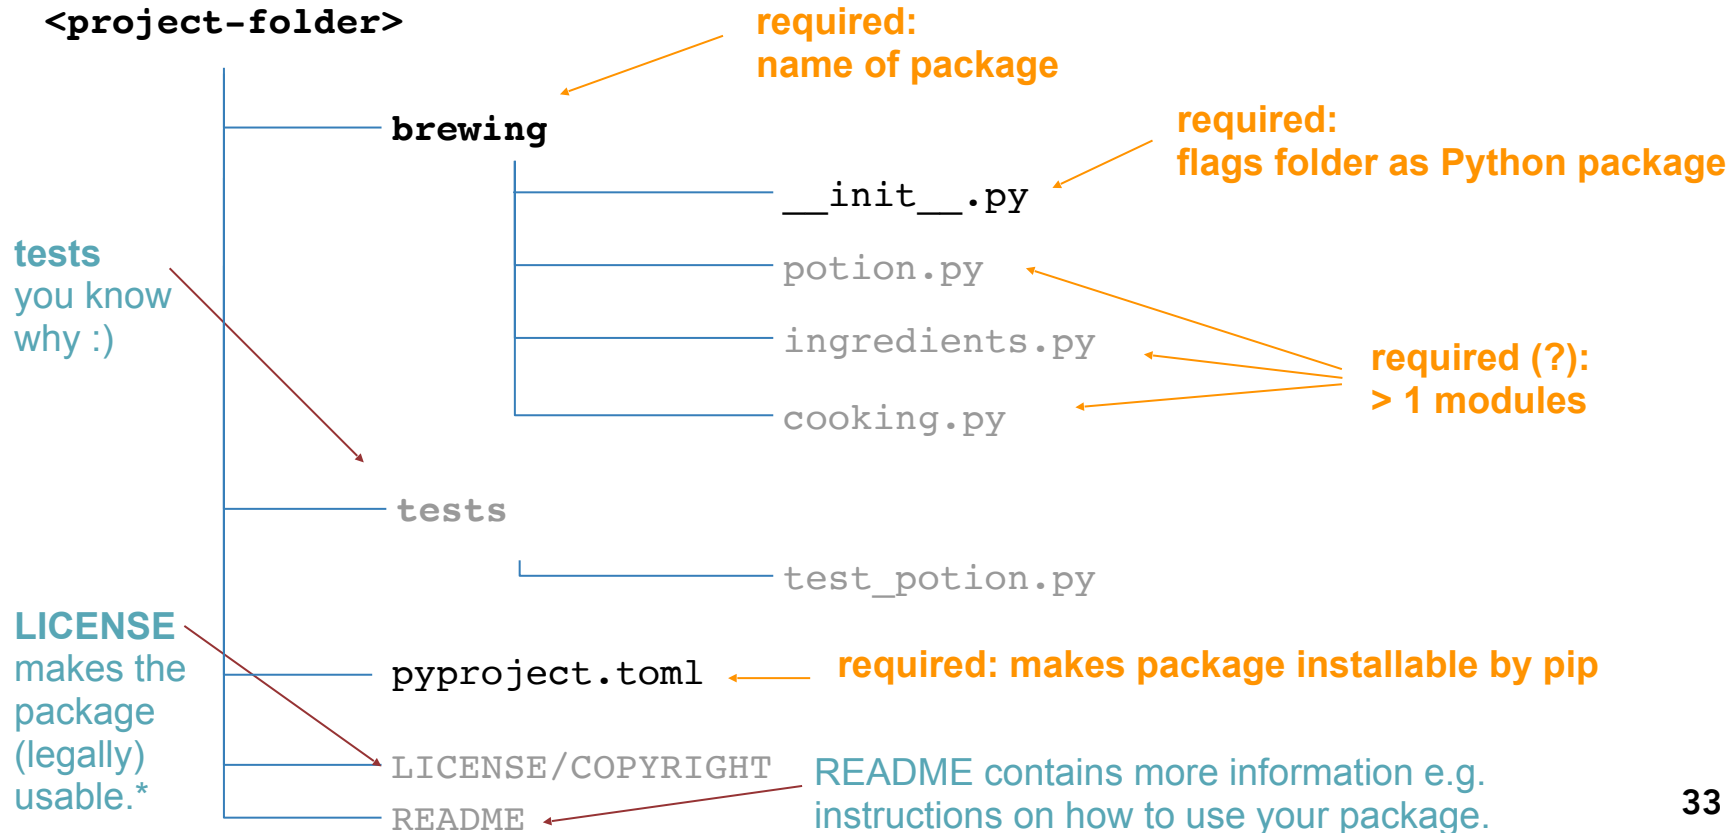 <project-folder>
required:
name of package
brewing
required:
flags folder as Python package
__init__.py
tests
you know
why :)
potion.py
ingredients.py
required (?):
> 1 modules
cooking.py
tests
test_potion.py
LICENSE
makes the
package
(legally)
usable.*
pyproject.toml
required: makes package installable by pip
LICENSE/COPYRIGHT
README
README contains more information e.g.
instructions on how to use your package.
33